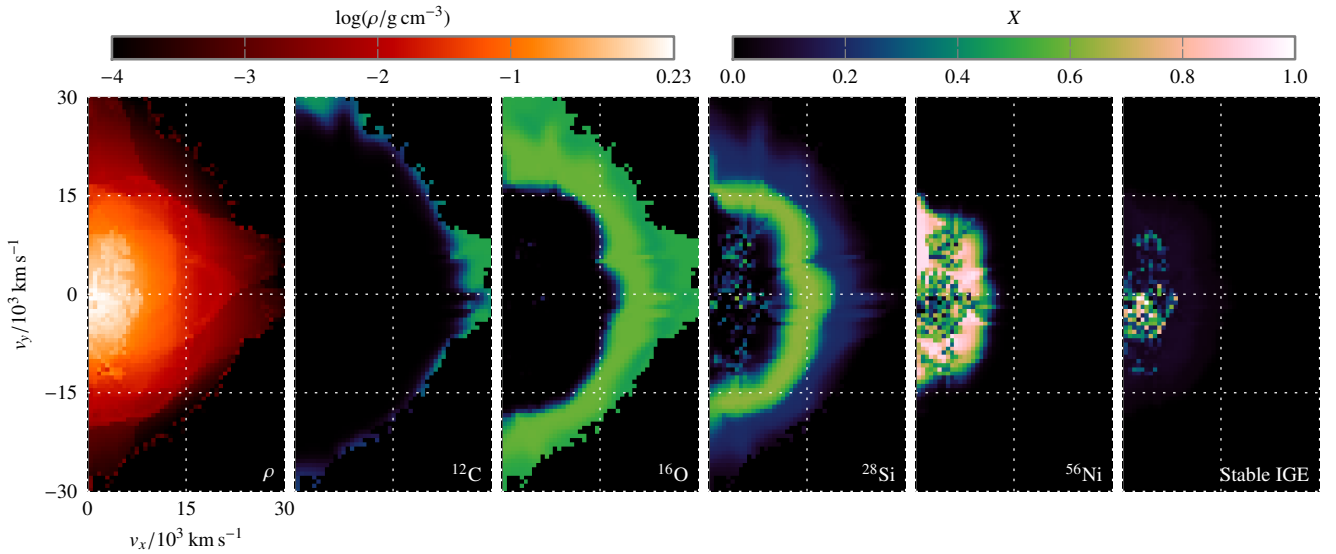 log(ρ/g cm⁻³)
X
−4 −3 −2 −1 0.23
0.0 0.2 0.4 0.6 0.8 1.0
30
15
0
−15
−30
v_y/10³ km s⁻¹
ρ ¹²C ¹⁶O ²⁸Si ⁵⁶Ni Stable IGE
0 15 30
v_x/10³ km s⁻¹